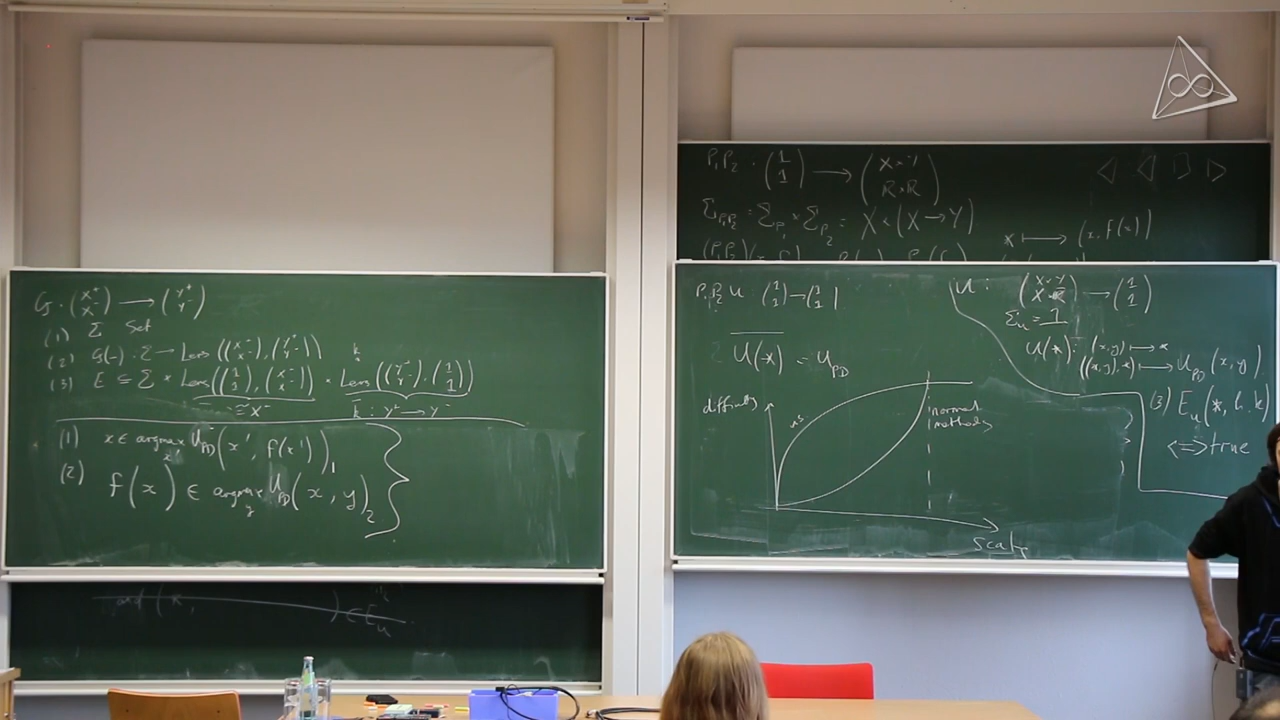 G : (X⁺ X⁻) → (Y⁺ Y⁻)
(1) Σ Set
(2) G(-) : Σ → Lens((X⁺ X⁻), (Y⁺ Y⁻))
(3) E ⊆ Σ × Lens((1 1), (X⁺ X⁻)) × Lens((Y⁺ Y⁻), (1 1))
≅ X⁺
k : Y⁺ → Y⁻
(1) x ∈ argmax x' U_PD(x', f(x'))₁
(2) f(x) ∈ argmax y U_PD(x, y)₂
) ∈ E_u
P₁P₂ : (1 1) → (X×Y R×R)
Σ_P₁P₂ = Σ_P₁ × Σ_P₂ = X × (X → Y)
x ↦ (x, f(x))
P₁P₂ U : (1 1) → (1 1)
U(*) = U_PD
difficulty
normal methods
scale
U : (X×Y R×R) → (1 1)
Σ_u = 1
U(*) : (x,y) ↦ *
((x,y),*) ↦ U_PD(x,y)
(3) E_u(*, h, k)
⟺ true